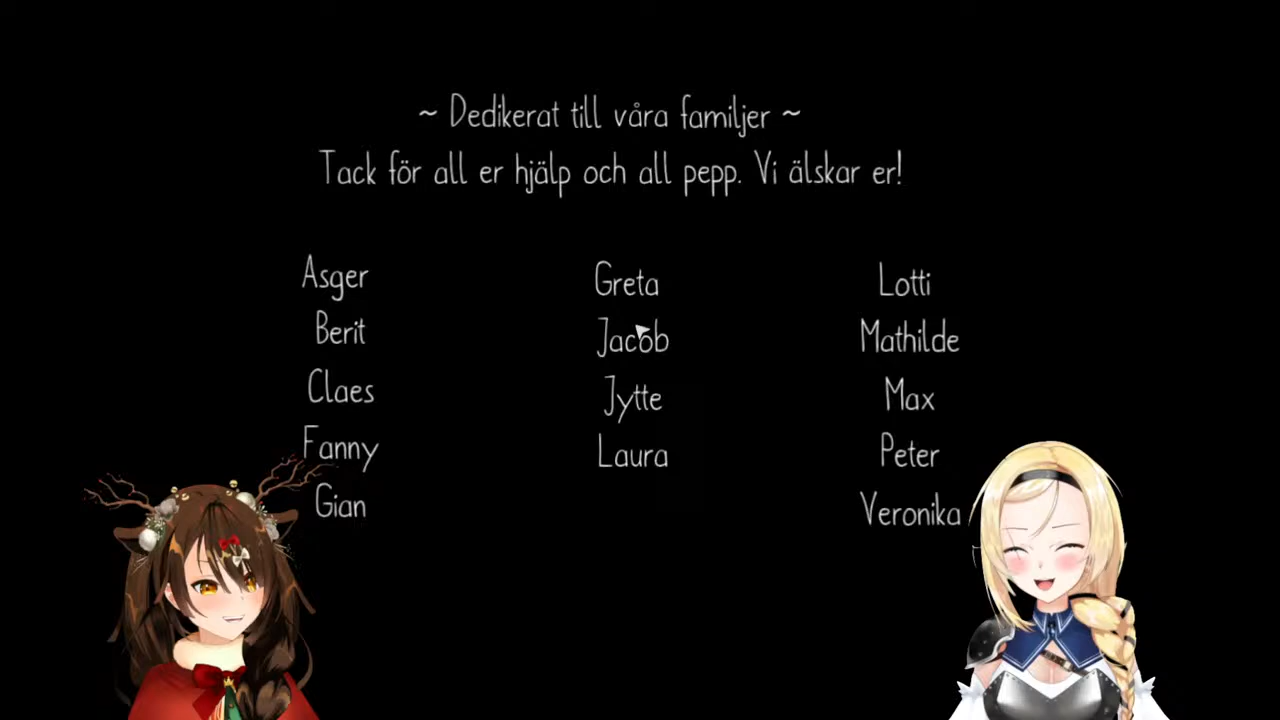 ~ Dedikerat till våra familjer ~
Tack för all er hjälp och all pepp. Vi älskar er!
Asger
Berit
Claes
Fanny
Gian
Greta
Jacob
Jytte
Laura
Lotti
Mathilde
Max
Peter
Veronika